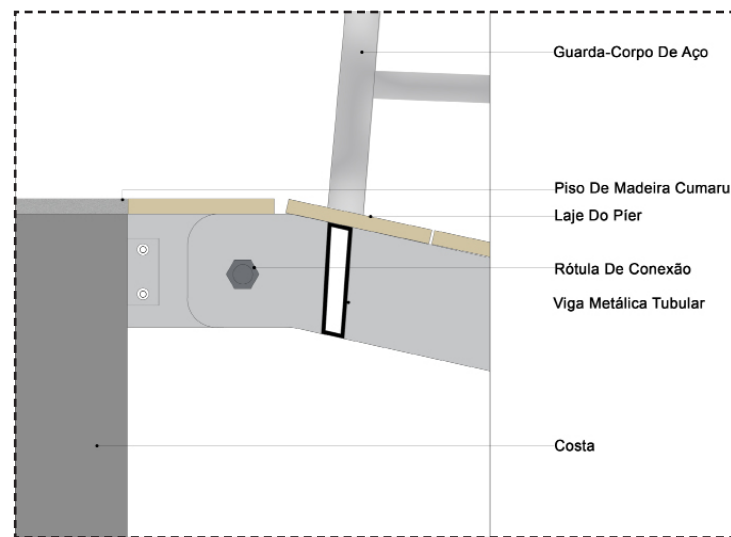 Guarda-Corpo De Aço
Piso De Madeira Cumaru
Laje Do Píer
Rótula De Conexão
Viga Metálica Tubular
Costa